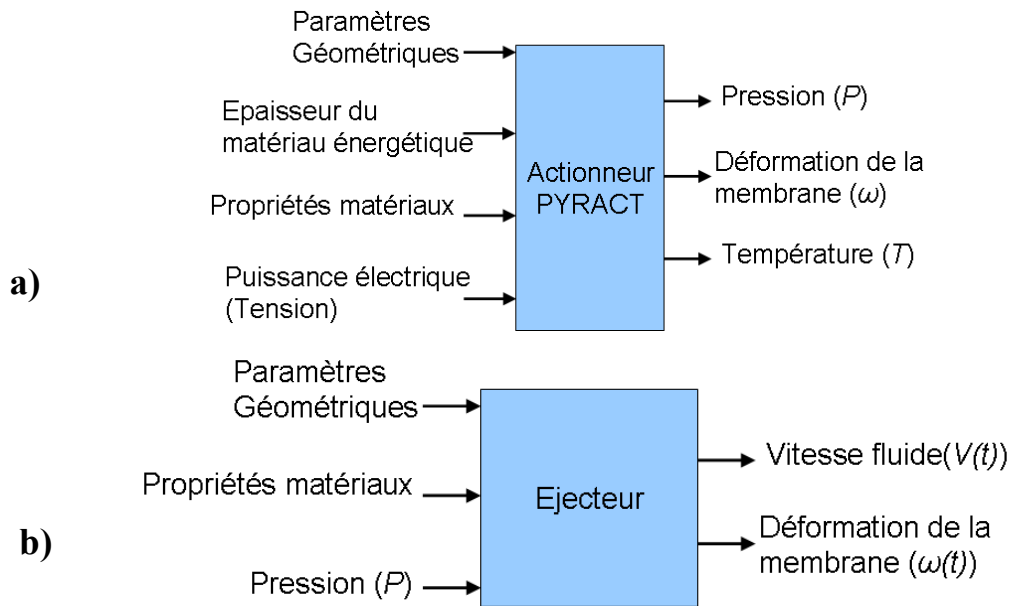 Paramètres
Géométriques
Epaisseur du
matériau énergétique
Propriétés matériaux
Puissance électrique
(Tension)
Actionneur
PYRACT
Pression (P)
Déformation de la
membrane (ω)
Température (T)
a)
Paramètres
Géométriques
Propriétés matériaux
Pression (P)
Ejecteur
Vitesse fluide(V(t))
Déformation de la
membrane (ω(t))
b)